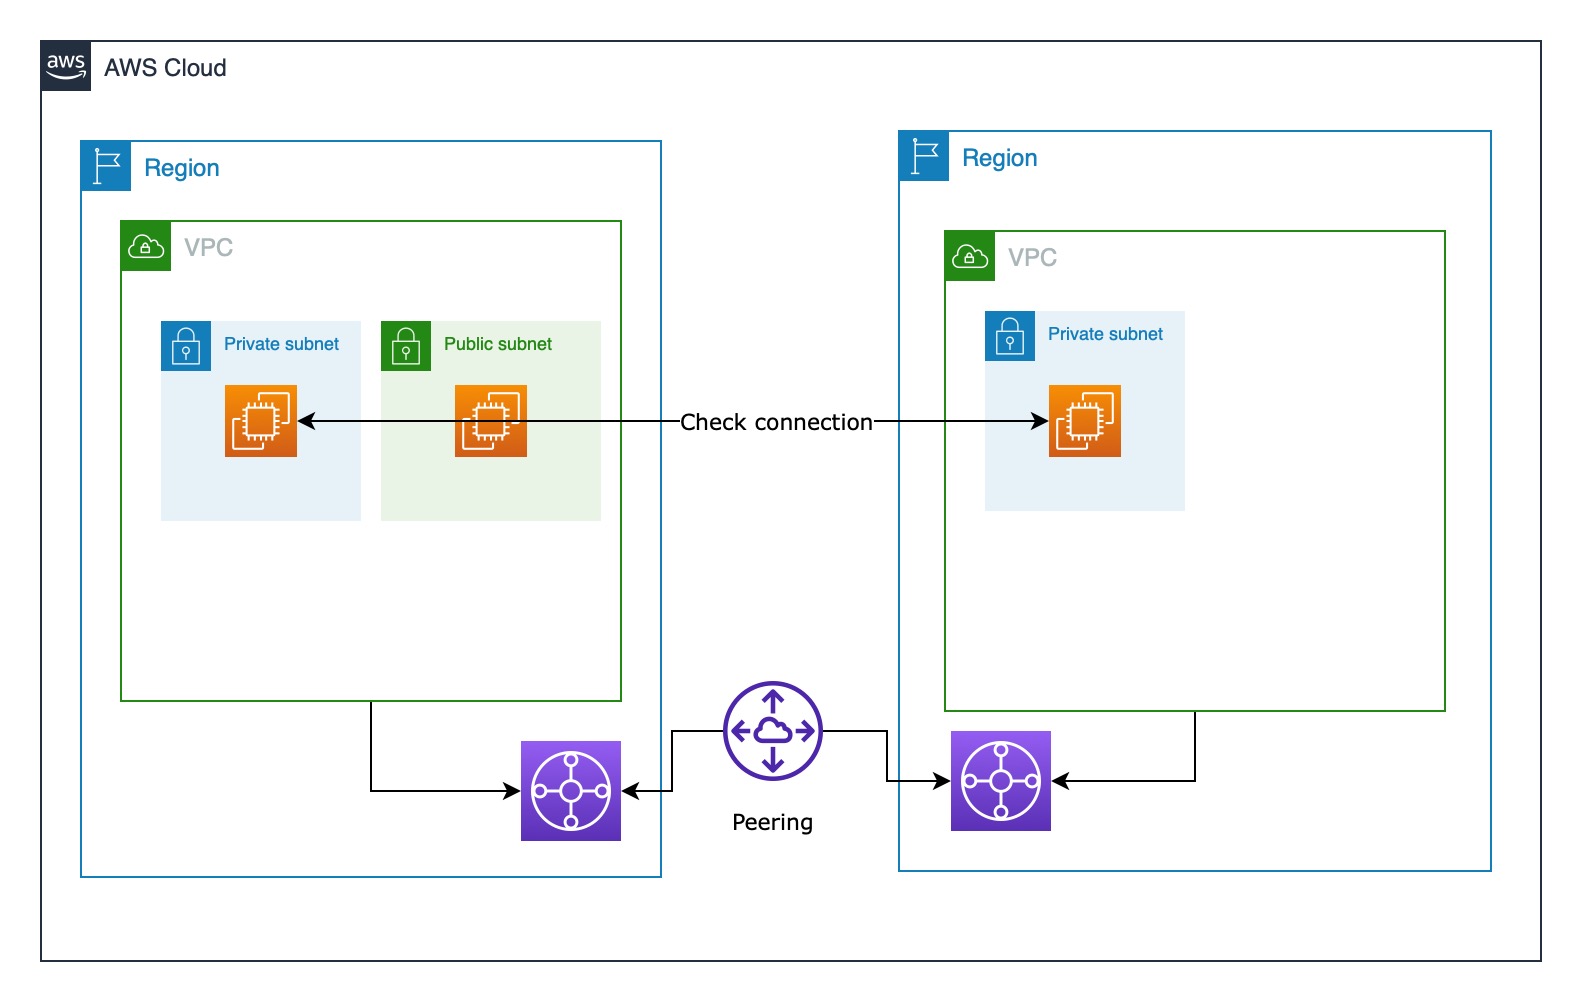 aws
AWS Cloud
Region
VPC
Private subnet
Public subnet
Check connection
Region
VPC
Private subnet
Peering